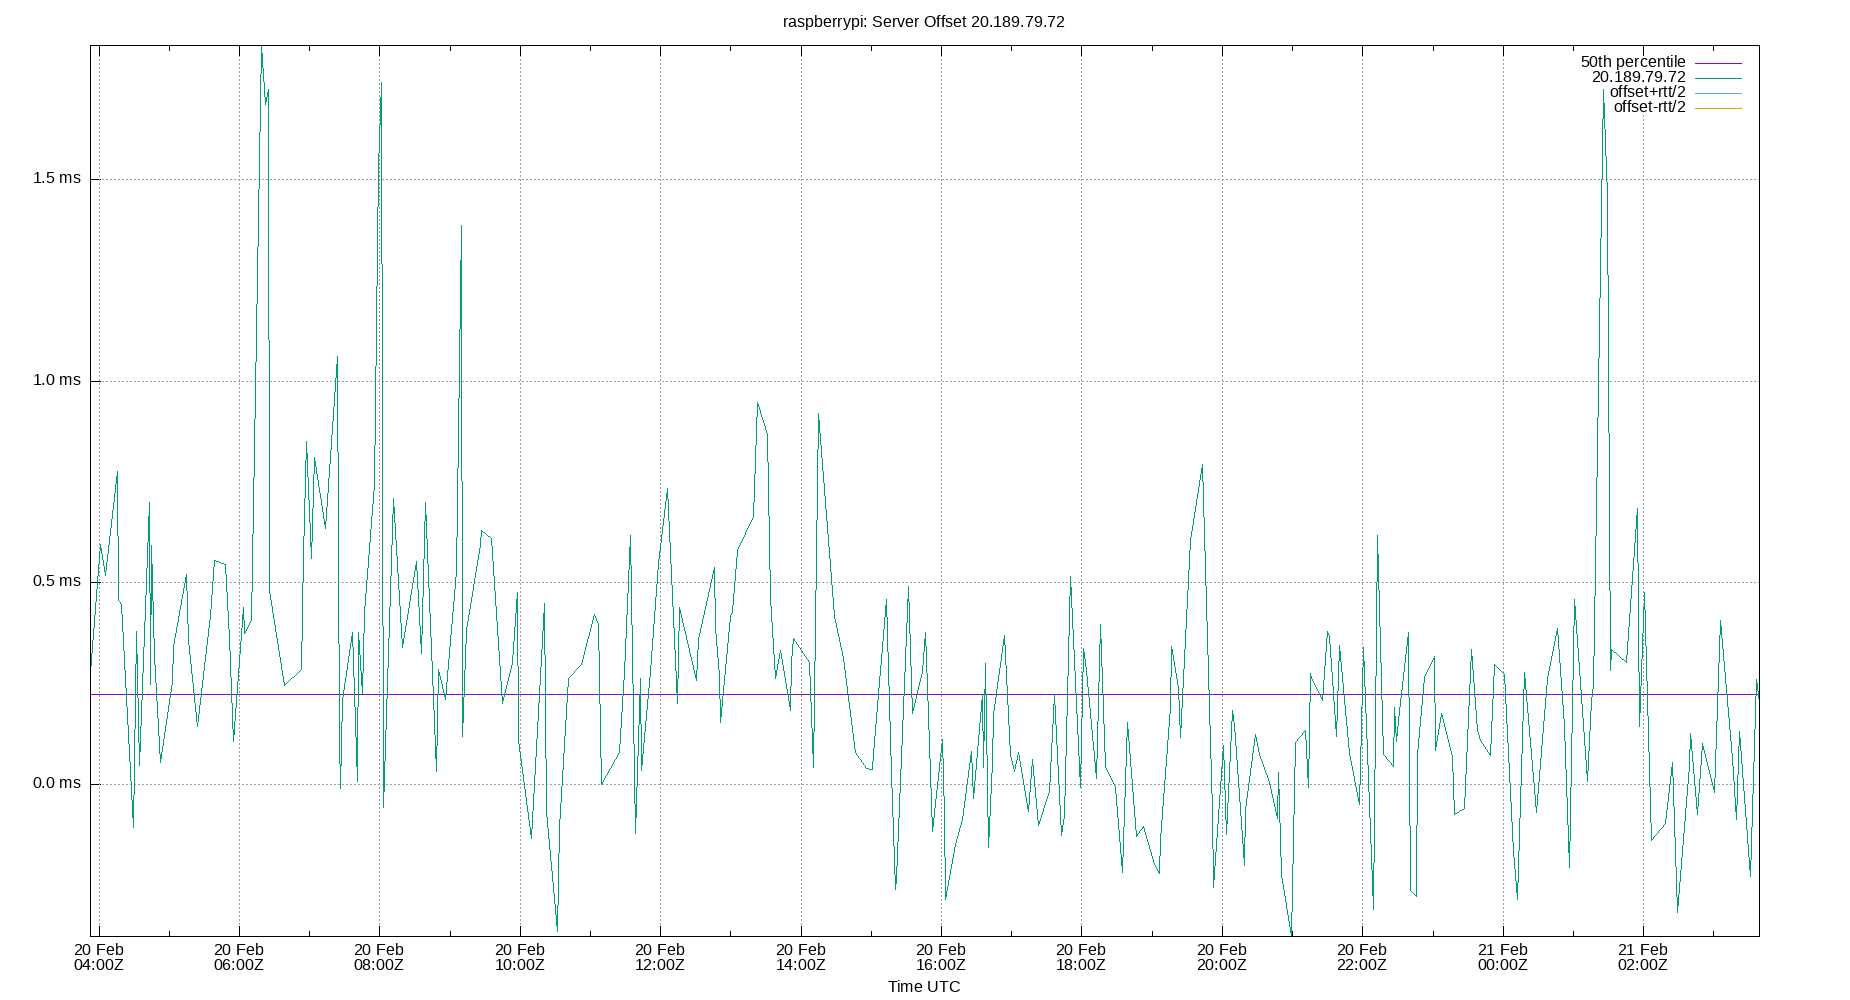 raspberrypi: Server Offset 20.189.79.72
50th percentile
20.189.79.72
offset+rtt/2
offset-rtt/2
1.5 ms
1.0 ms
0.5 ms
0.0 ms
20 Feb 20 Feb 20 Feb 20 Feb 20 Feb 20 Feb 20 Feb 20 Feb 20 Feb 20 Feb 21 Feb 21 Feb
04:00Z 06:00Z 08:00Z 10:00Z 12:00Z 14:00Z 16:00Z 18:00Z 20:00Z 22:00Z 00:00Z 02:00Z
Time UTC